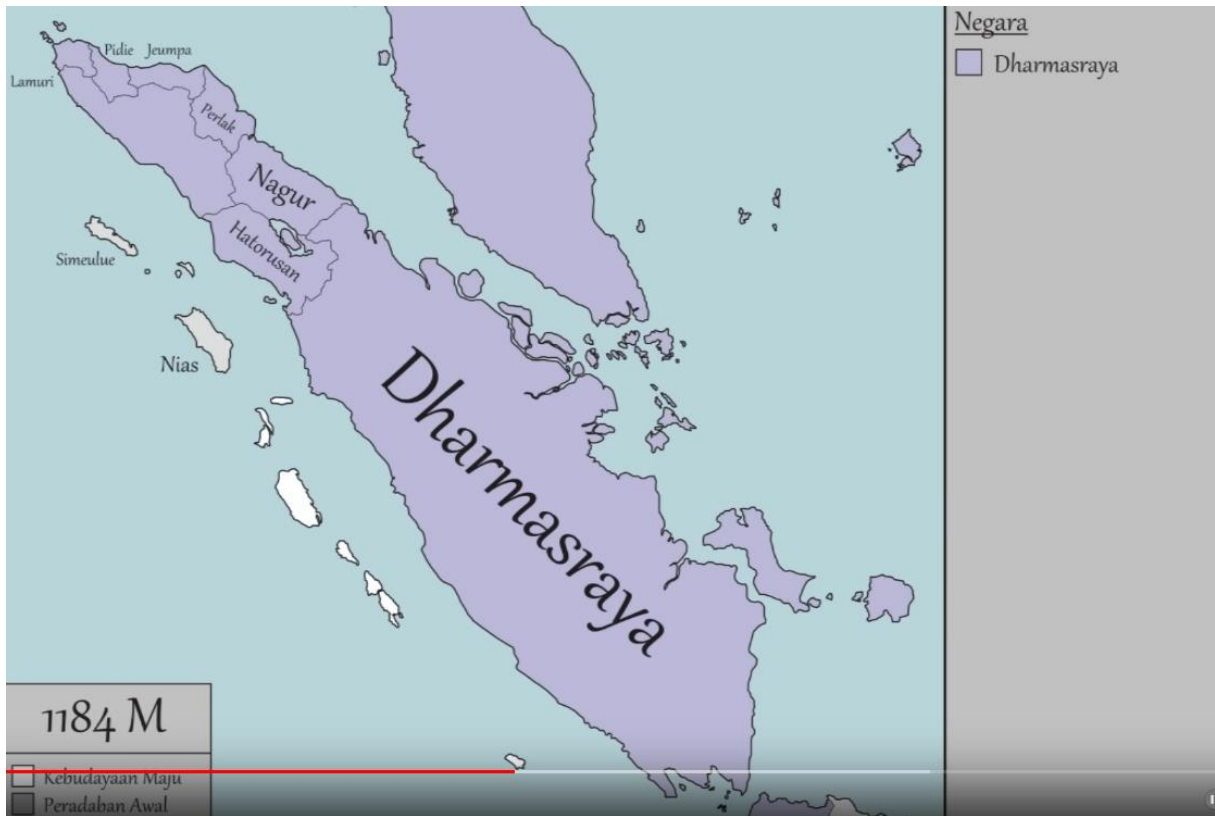 Negara
Dharmasraya
Pidie Jeumpa
Lamuri
Perlak
Nagur
Hatorusan
Simeulue
Nias
Dharmasraya
1184 M
Kebudayaan Maju
Peradaban Awal